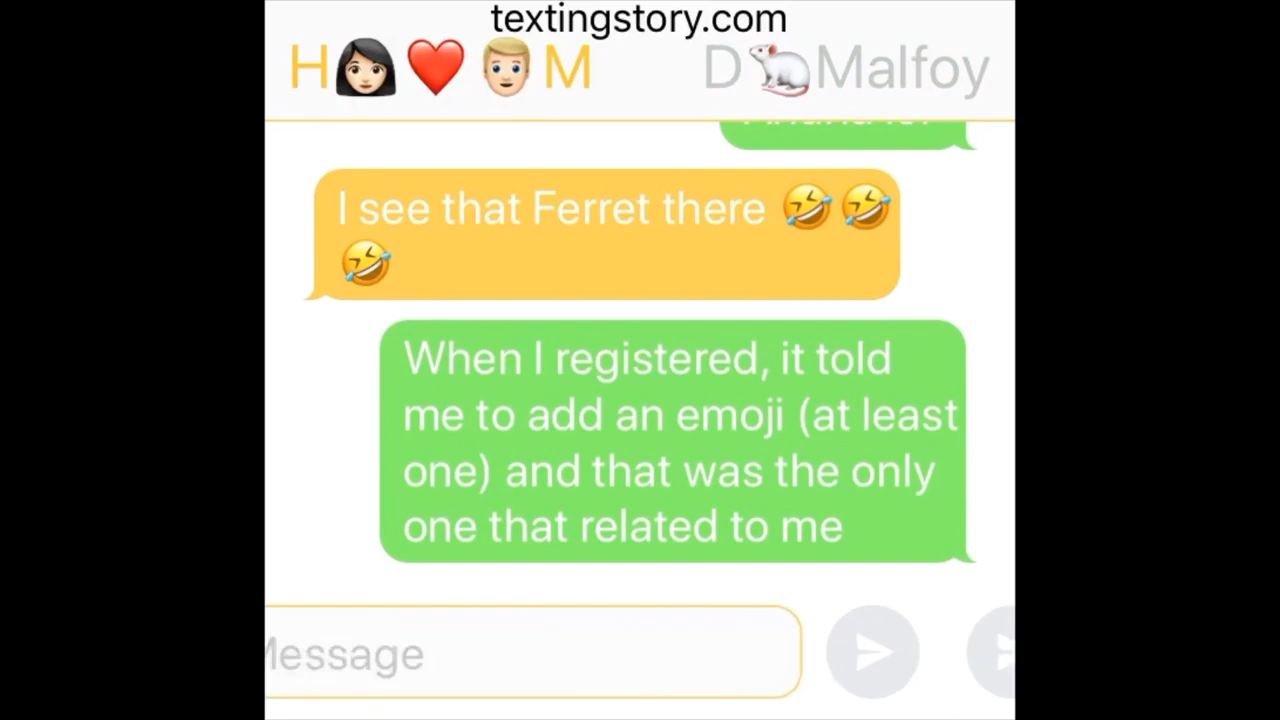 textingstory.com
H👩🏻❤️👨🏼M D🐁Malfoy
I see that Ferret there 🤣🤣
🤣
When I registered, it told
me to add an emoji (at least
one) and that was the only
one that related to me
Message